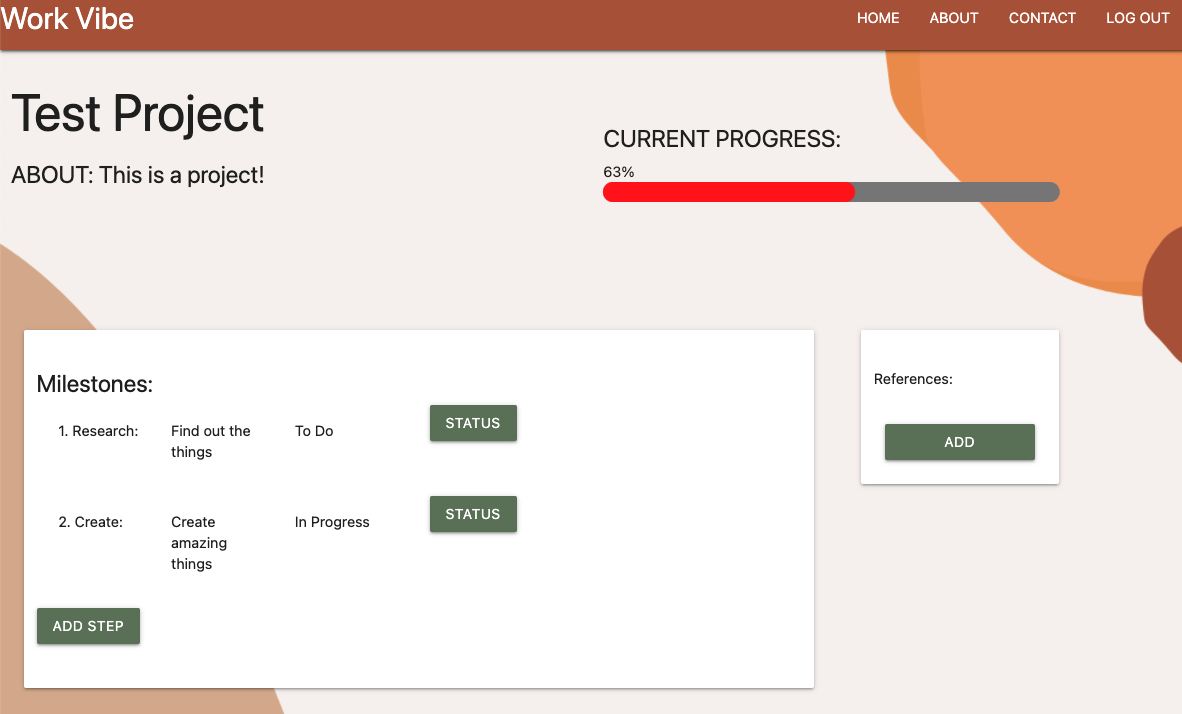 Work Vibe
HOME ABOUT CONTACT LOG OUT
Test Project
ABOUT: This is a project!
CURRENT PROGRESS:
63%
Milestones:
1. Research:
Find out the
things
To Do
STATUS
2. Create:
Create
amazing
things
In Progress
STATUS
ADD STEP
References:
ADD